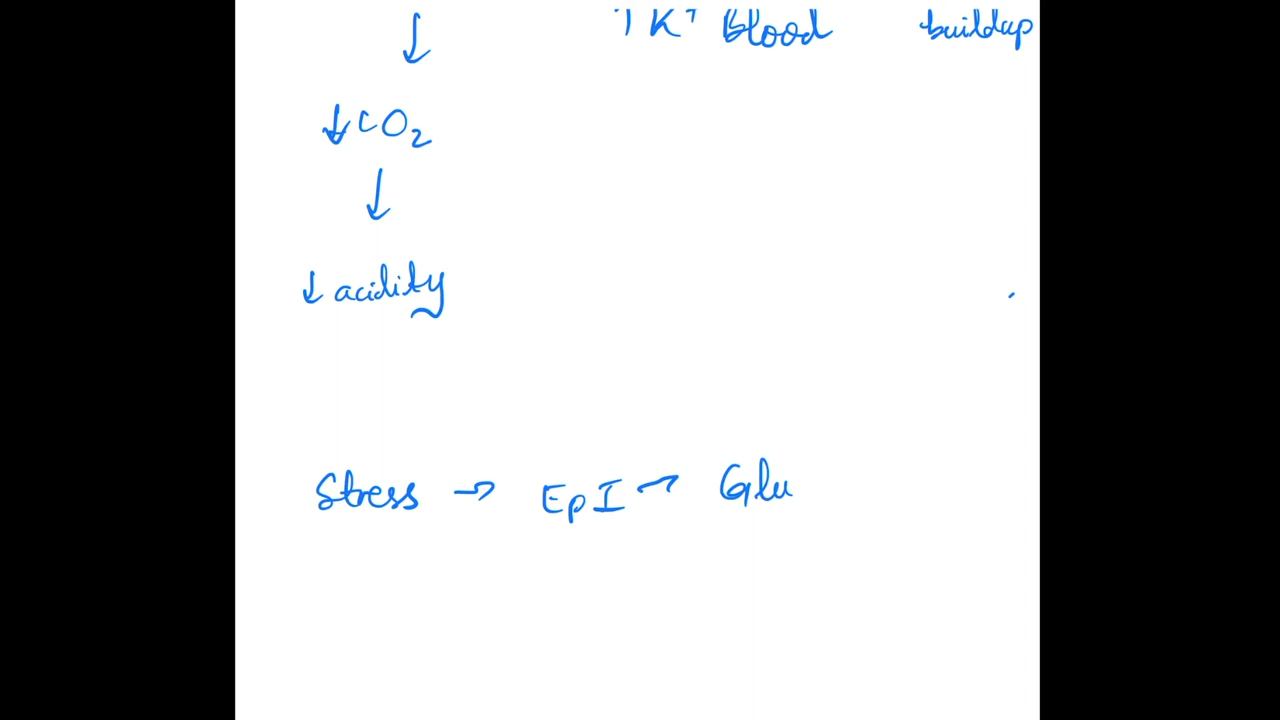 ↑ K⁺ Blood buildup
↓
↓ CO₂
↓
↓ acidity
Stress → EpI → Glu